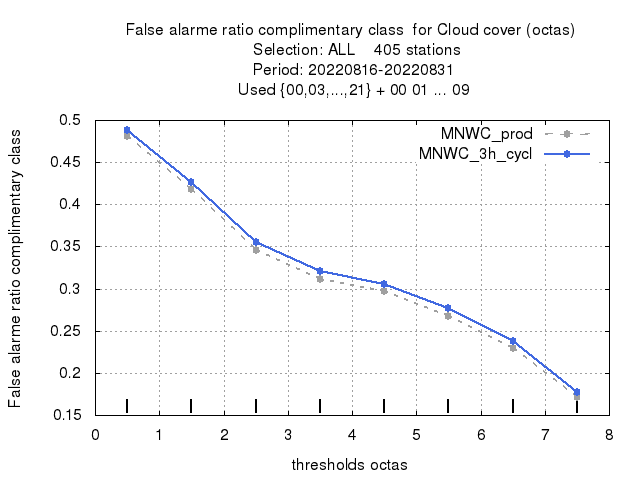 False alarme ratio complimentary class  for Cloud cover (octas)
Selection: ALL    405 stations
Period: 20220816-20220831
Used {00,03,...,21} + 00 01 ... 09
MNWC_prod
MNWC_3h_cycl
False alarme ratio complimentary class
0.5
0.45
0.4
0.35
0.3
0.25
0.2
0.15
0 1 2 3 4 5 6 7 8
thresholds octas